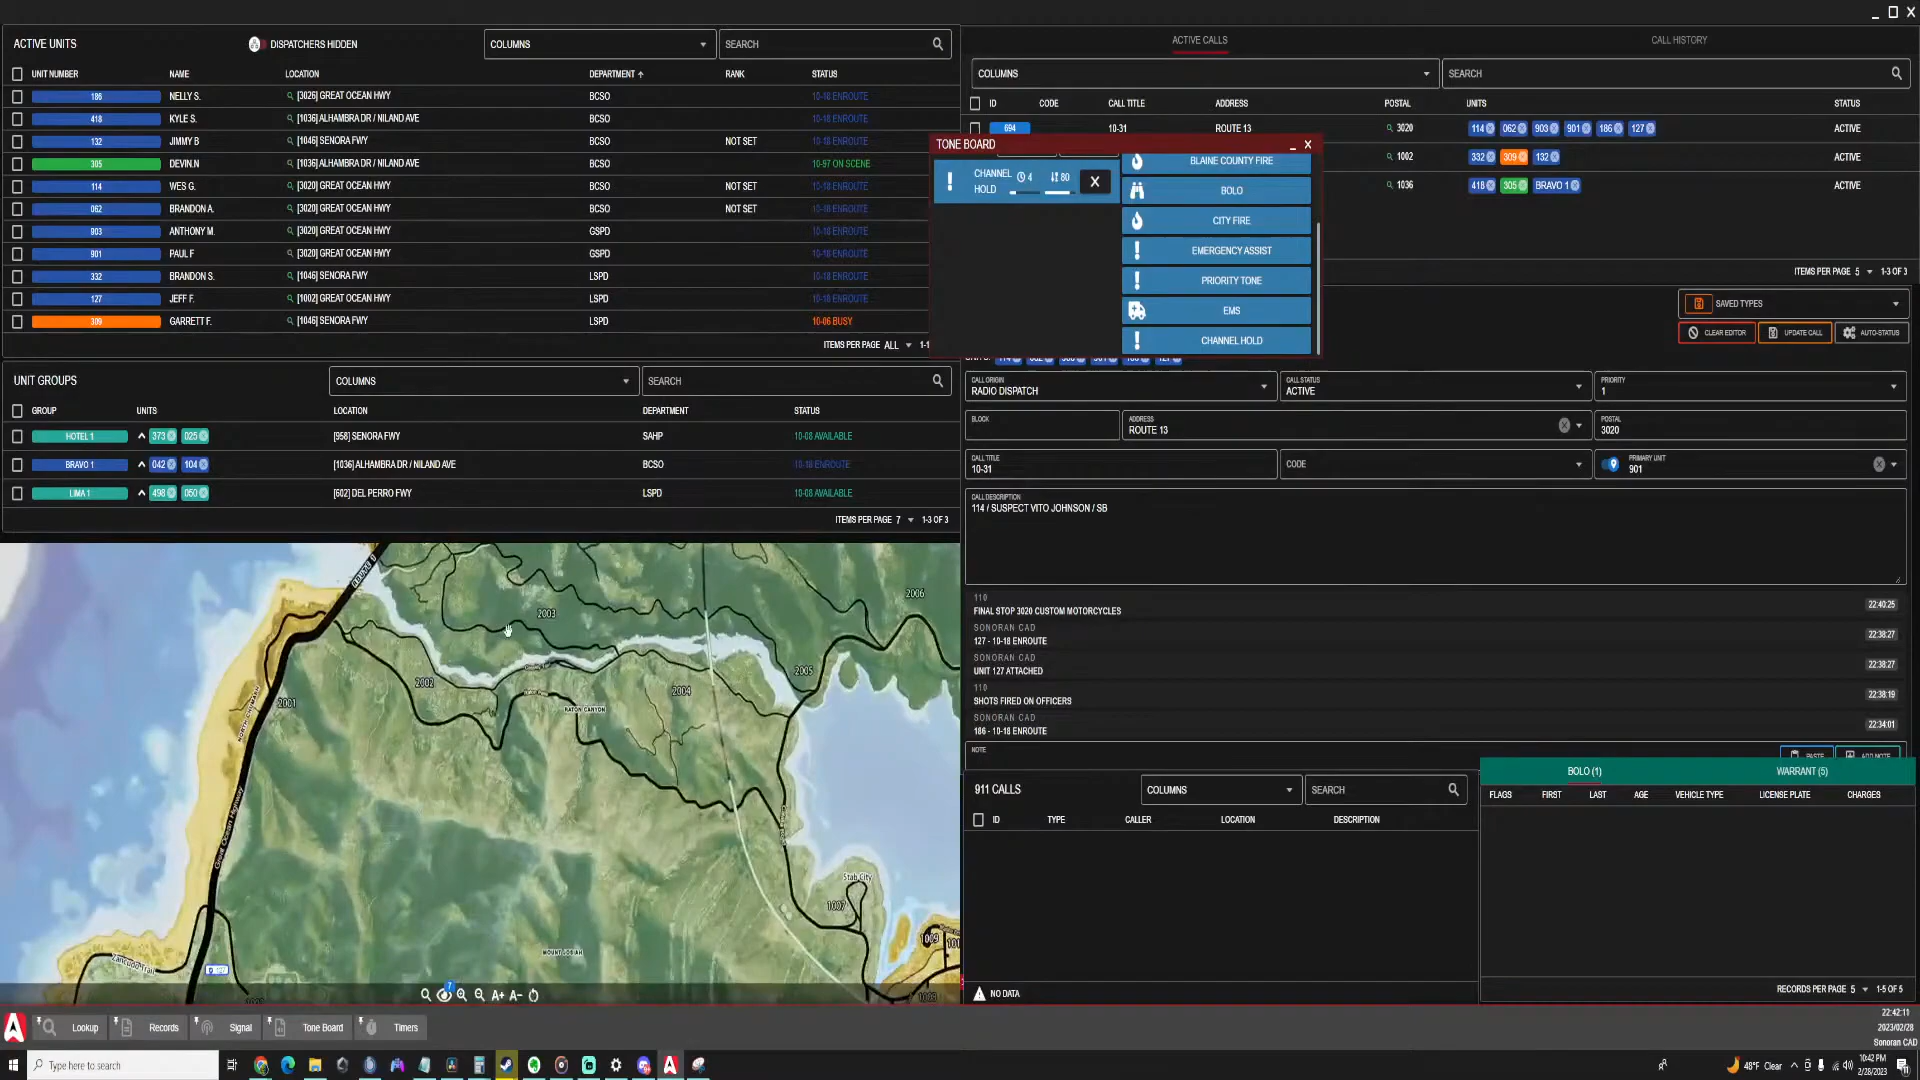 ACTIVE UNITS
DISPATCHERS HIDDEN
COLUMNS
SEARCH
UNIT NUMBER NAME LOCATION DEPARTMENT RANK STATUS
186 NELLY S. [3026] GREAT OCEAN HWY BCSO 10-18 ENROUTE
418 KYLE S. [1036] ALHAMBRA DR / NILAND AVE BCSO 10-18 ENROUTE
132 JIMMY B [1046] SENORA FWY BCSO NOT SET 10-18 ENROUTE
305 DEVIN.N [1036] ALHAMBRA DR / NILAND AVE BCSO 10-97 ON SCENE
114 WES G. [3020] GREAT OCEAN HWY BCSO NOT SET 10-18 ENROUTE
062 BRANDON A. [3020] GREAT OCEAN HWY BCSO NOT SET 10-18 ENROUTE
903 ANTHONY M. [3020] GREAT OCEAN HWY GSPD 10-18 ENROUTE
901 PAUL F [3020] GREAT OCEAN HWY GSPD 10-18 ENROUTE
332 BRANDON S. [1046] SENORA FWY LSPD 10-18 ENROUTE
127 JEFF F. [1002] GREAT OCEAN HWY LSPD 10-18 ENROUTE
309 GARRETT F. [1046] SENORA FWY LSPD 10-06 BUSY
ITEMS PER PAGE ALL 1-1
UNIT GROUPS
COLUMNS
SEARCH
GROUP UNITS LOCATION DEPARTMENT STATUS
HOTEL 1 373 025 [958] SENORA FWY SAHP 10-08 AVAILABLE
BRAVO 1 042 104 [1036] ALHAMBRA DR / NILAND AVE BCSO 10-18 ENROUTE
LIMA 1 498 050 [602] DEL PERRO FWY LSPD 10-08 AVAILABLE
ITEMS PER PAGE 7 1-3 OF 3
2006
2003
2005
2002
2004
2001
RATON CANYON
Great Ocean Highway
Stab City
1007
1009
MOUNT JOSIAH
Zancudo Trail
127
7
A+ A-
ACTIVE CALLS
CALL HISTORY
COLUMNS
SEARCH
ID CODE CALL TITLE ADDRESS POSTAL UNITS STATUS
694 10-31 ROUTE 13 3020 114 062 903 901 186 127 ACTIVE
1002 332 309 132 ACTIVE
1036 418 305 BRAVO 1 ACTIVE
ITEMS PER PAGE 5 1-3 OF 3
TONE BOARD
CHANNEL HOLD 4 80 X
BLAINE COUNTY FIRE
BOLO
CITY FIRE
EMERGENCY ASSIST
PRIORITY TONE
EMS
CHANNEL HOLD
SAVED TYPES
CLEAR EDITOR
UPDATE CALL
AUTO-STATUS
CALL ORIGIN
RADIO DISPATCH
CALL STATUS
ACTIVE
PRIORITY
1
BLOCK
ADDRESS
ROUTE 13
POSTAL
3020
CALL TITLE
10-31
CODE
PRIMARY UNIT
901
CALL DESCRIPTION
114 / SUSPECT VITO JOHNSON / SB
110
FINAL STOP 3020 CUSTOM MOTORCYCLES 22:40:25
SONORAN CAD
127 - 10-18 ENROUTE 22:38:27
SONORAN CAD
UNIT 127 ATTACHED 22:38:27
110
SHOTS FIRED ON OFFICERS 22:38:19
SONORAN CAD
186 - 10-18 ENROUTE 22:34:01
NOTE
PASTE
ADD NOTE
911 CALLS
COLUMNS
SEARCH
ID TYPE CALLER LOCATION DESCRIPTION
NO DATA
BOLO (1)
WARRANT (5)
FLAGS FIRST LAST AGE VEHICLE TYPE LICENSE PLATE CHARGES
RECORDS PER PAGE 5 1-5 OF 5
Lookup
Records
Signal
Tone Board
Timers
22:42:11
2023/02/28
Sonoran CAD
Type here to search
48°F Clear
10:42 PM
2/28/2023